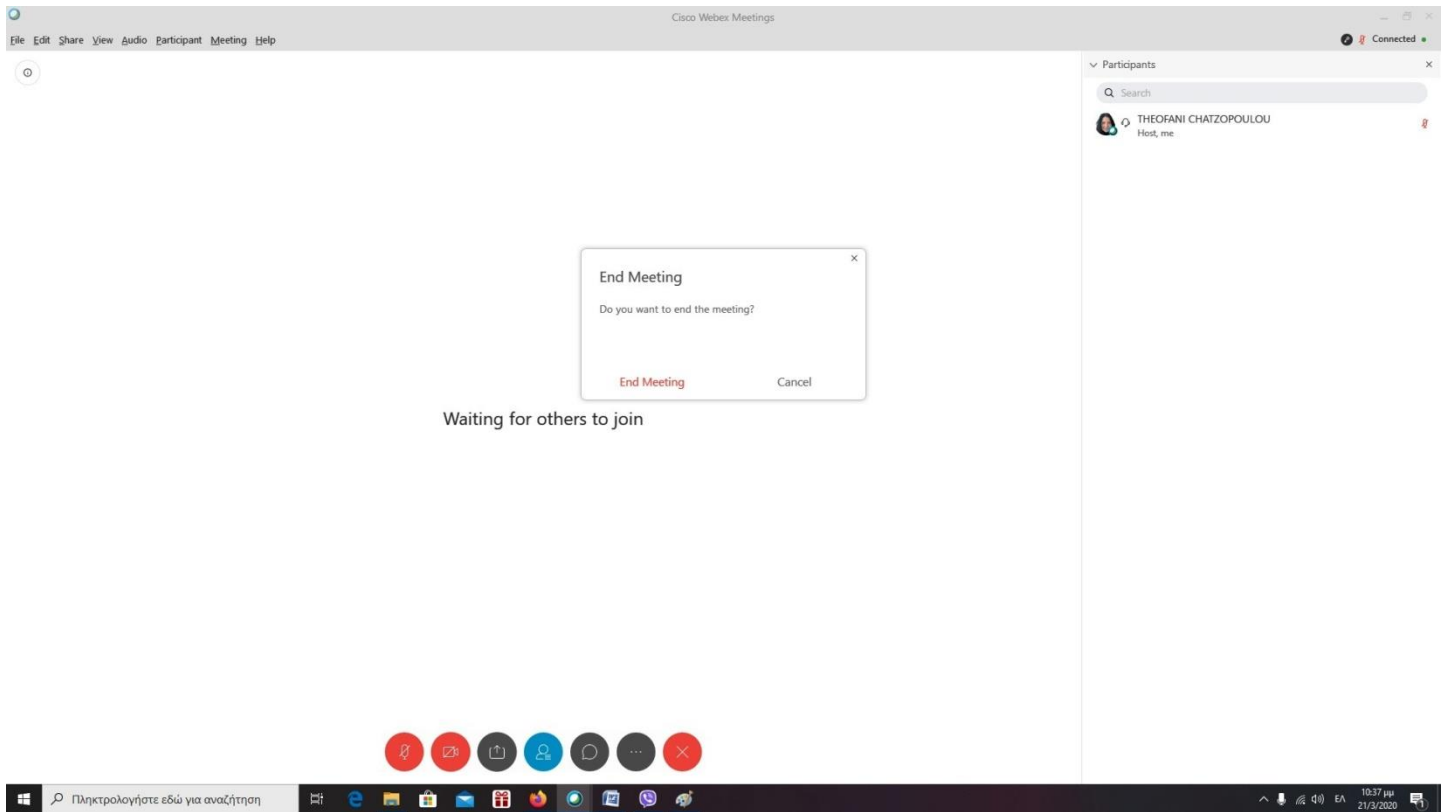 Cisco Webex Meetings
File Edit Share View Audio Participant Meeting Help
Connected
Participants
Search
THEOFANI CHATZOPOULOU
Host, me
End Meeting
Do you want to end the meeting?
End Meeting Cancel
Waiting for others to join
Πληκτρολογήστε εδώ για αναζήτηση
ΕΛ
10:37 μμ
21/3/2020
1